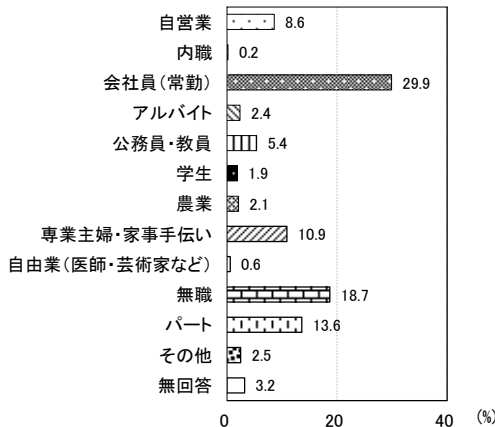 自営業 8.6
内職 0.2
会社員(常勤) 29.9
アルバイト 2.4
公務員・教員 5.4
学生 1.9
農業 2.1
専業主婦・家事手伝い 10.9
自由業(医師・芸術家など) 0.6
無職 18.7
パート 13.6
その他 2.5
無回答 3.2
0 20 40 (%)